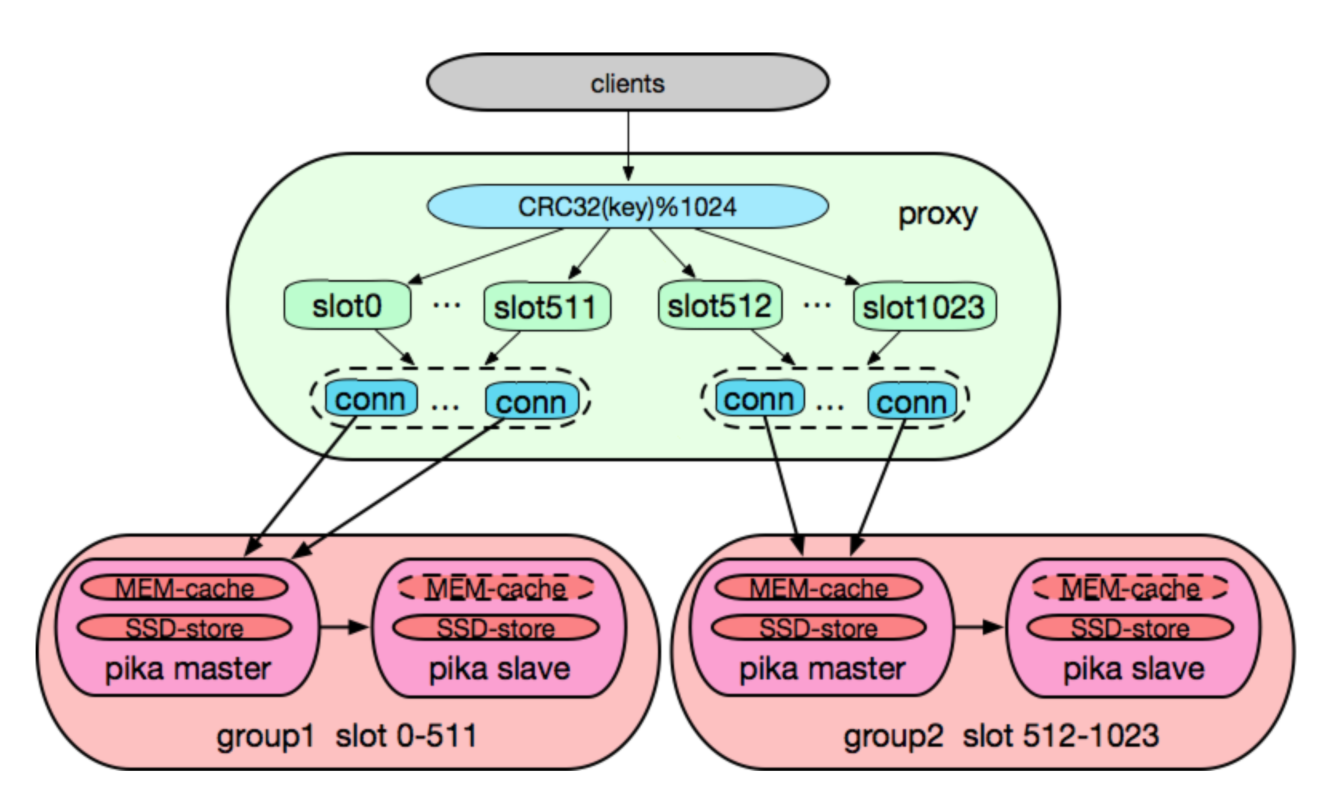 clients
CRC32(key)%1024
proxy
slot0 ... slot511 slot512 ... slot1023
conn ... conn conn ... conn
MEM-cache MEM-cache MEM-cache MEM-cache
SSD-store SSD-store SSD-store SSD-store
pika master pika slave pika master pika slave
group1 slot 0-511 group2 slot 512-1023